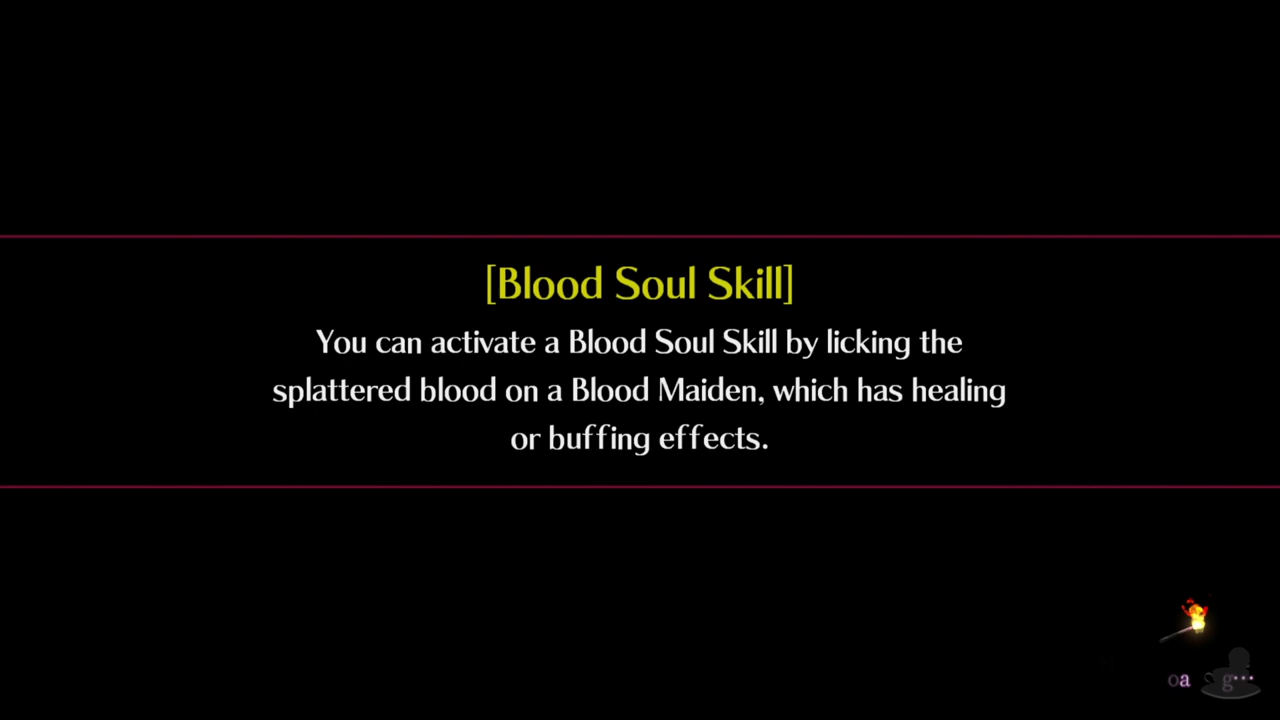 [Blood Soul Skill]
You can activate a Blood Soul Skill by licking the
splattered blood on a Blood Maiden, which has healing
or buffing effects.